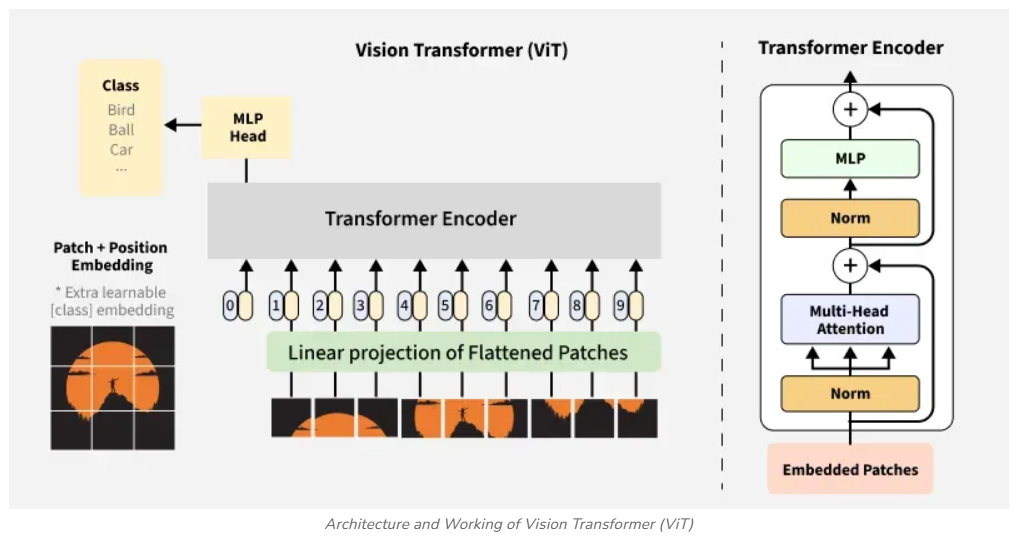 Vision Transformer (ViT)
Class
Bird
Ball
Car
...
MLP
Head
Transformer Encoder
Patch + Position
Embedding
* Extra learnable
[class] embedding
0 1 2 3 4 5 6 7 8 9
Linear projection of Flattened Patches
Transformer Encoder
+
MLP
Norm
+
Multi-Head
Attention
Norm
Embedded Patches
Architecture and Working of Vision Transformer (ViT)